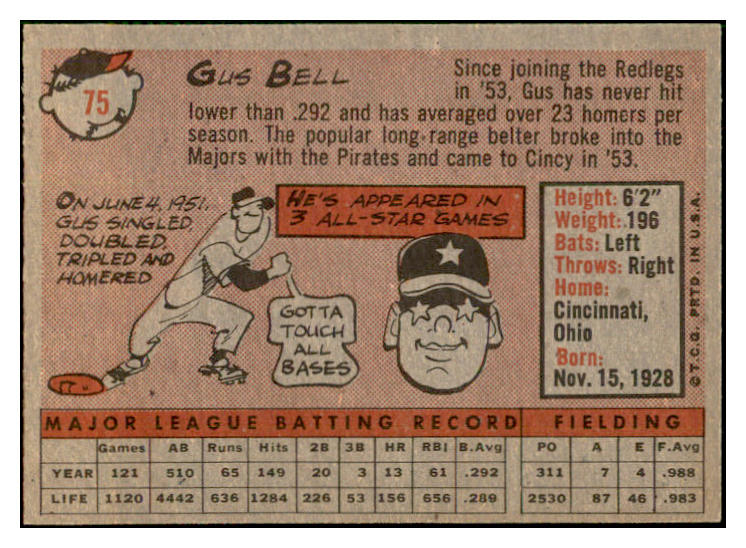 75
GUS BELL
Since joining the Redlegs
in '53, Gus has never hit
lower than .292 and has averaged over 23 homers per
season. The popular long-range belter broke into the
Majors with the Pirates and came to Cincy in '53.
ON JUNE 4, 1951,
GUS SINGLED,
DOUBLED,
TRIPLED AND
HOMERED
HE'S APPEARED IN
3 ALL-STAR GAMES
GOTTA
TOUCH
ALL
BASES
Height: 6'2"
Weight: 196
Bats: Left
Throws: Right
Home:
Cincinnati,
Ohio
Born:
Nov. 15, 1928
© T.C.G. PRTD. IN U.S.A.
MAJOR LEAGUE BATTING RECORD FIELDING
Games AB Runs Hits 2B 3B HR RBI B.Avg PO A E F.Avg
YEAR 121 510 65 149 20 3 13 61 .292 311 7 4 .988
LIFE 1120 4442 636 1284 226 53 156 656 .289 2530 87 46 .983